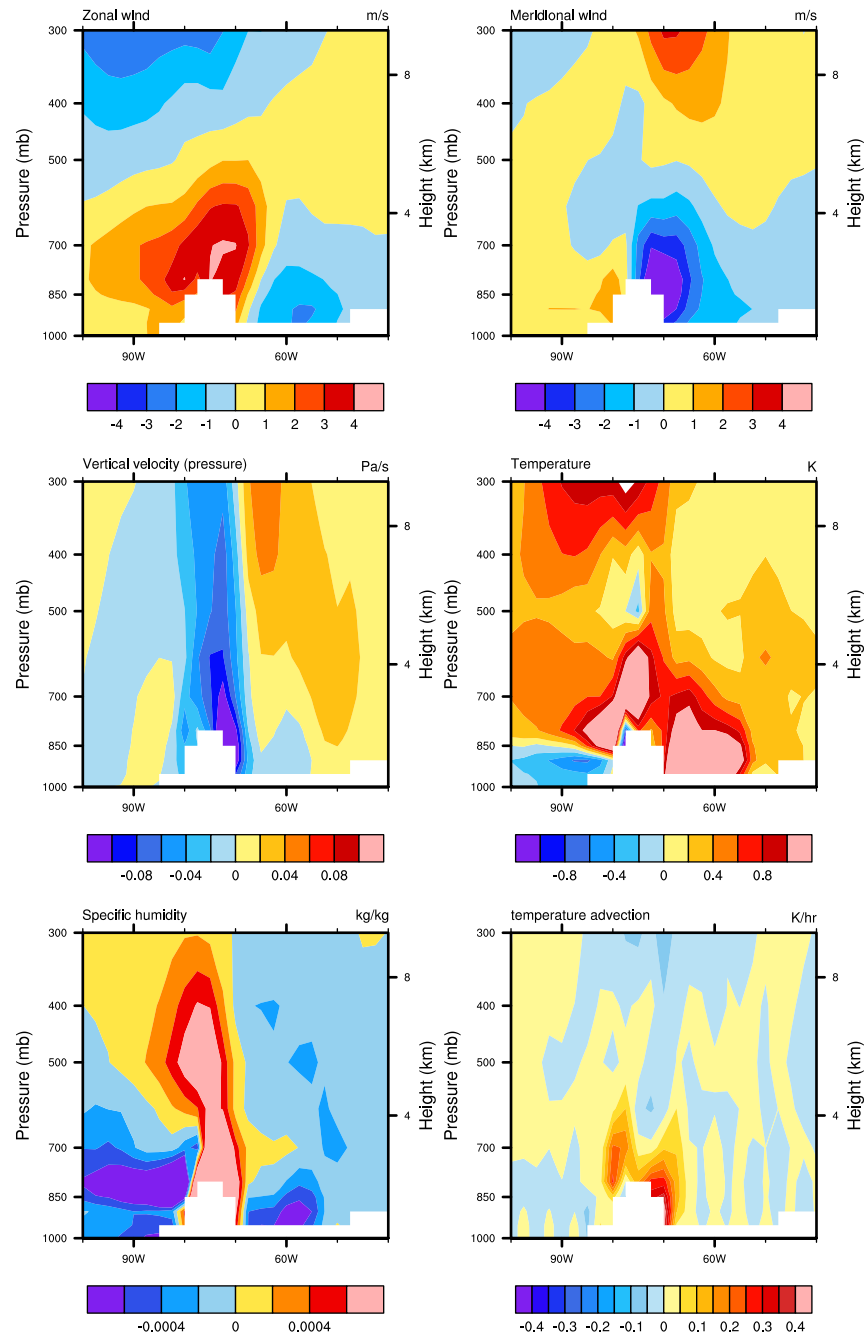 Zonal wind m/s
300
400
500
700
850
1000
Pressure (mb)
8
4
Height (km)
90W 60W
-4 -3 -2 -1 0 1 2 3 4
Meridional wind m/s
300
400
500
700
850
1000
Pressure (mb)
8
4
Height (km)
90W 60W
-4 -3 -2 -1 0 1 2 3 4
Vertical velocity (pressure) Pa/s
300
400
500
700
850
1000
Pressure (mb)
8
4
Height (km)
90W 60W
-0.08 -0.04 0 0.04 0.08
Temperature K
300
400
500
700
850
1000
Pressure (mb)
8
4
Height (km)
90W 60W
-0.8 -0.4 0 0.4 0.8
Specific humidity kg/kg
300
400
500
700
850
1000
Pressure (mb)
8
4
Height (km)
90W 60W
-0.0004 0 0.0004
temperature advection K/hr
300
400
500
700
850
1000
Pressure (mb)
8
4
Height (km)
90W 60W
-0.4 -0.3 -0.2 -0.1 0 0.1 0.2 0.3 0.4